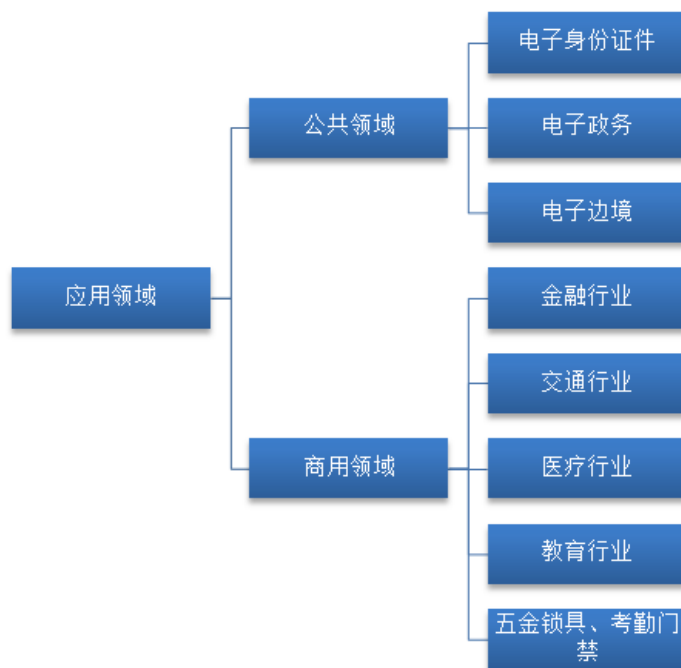 应用领域
公共领域
电子身份证件
电子政务
电子边境
商用领域
金融行业
交通行业
医疗行业
教育行业
五金锁具、考勤门
禁